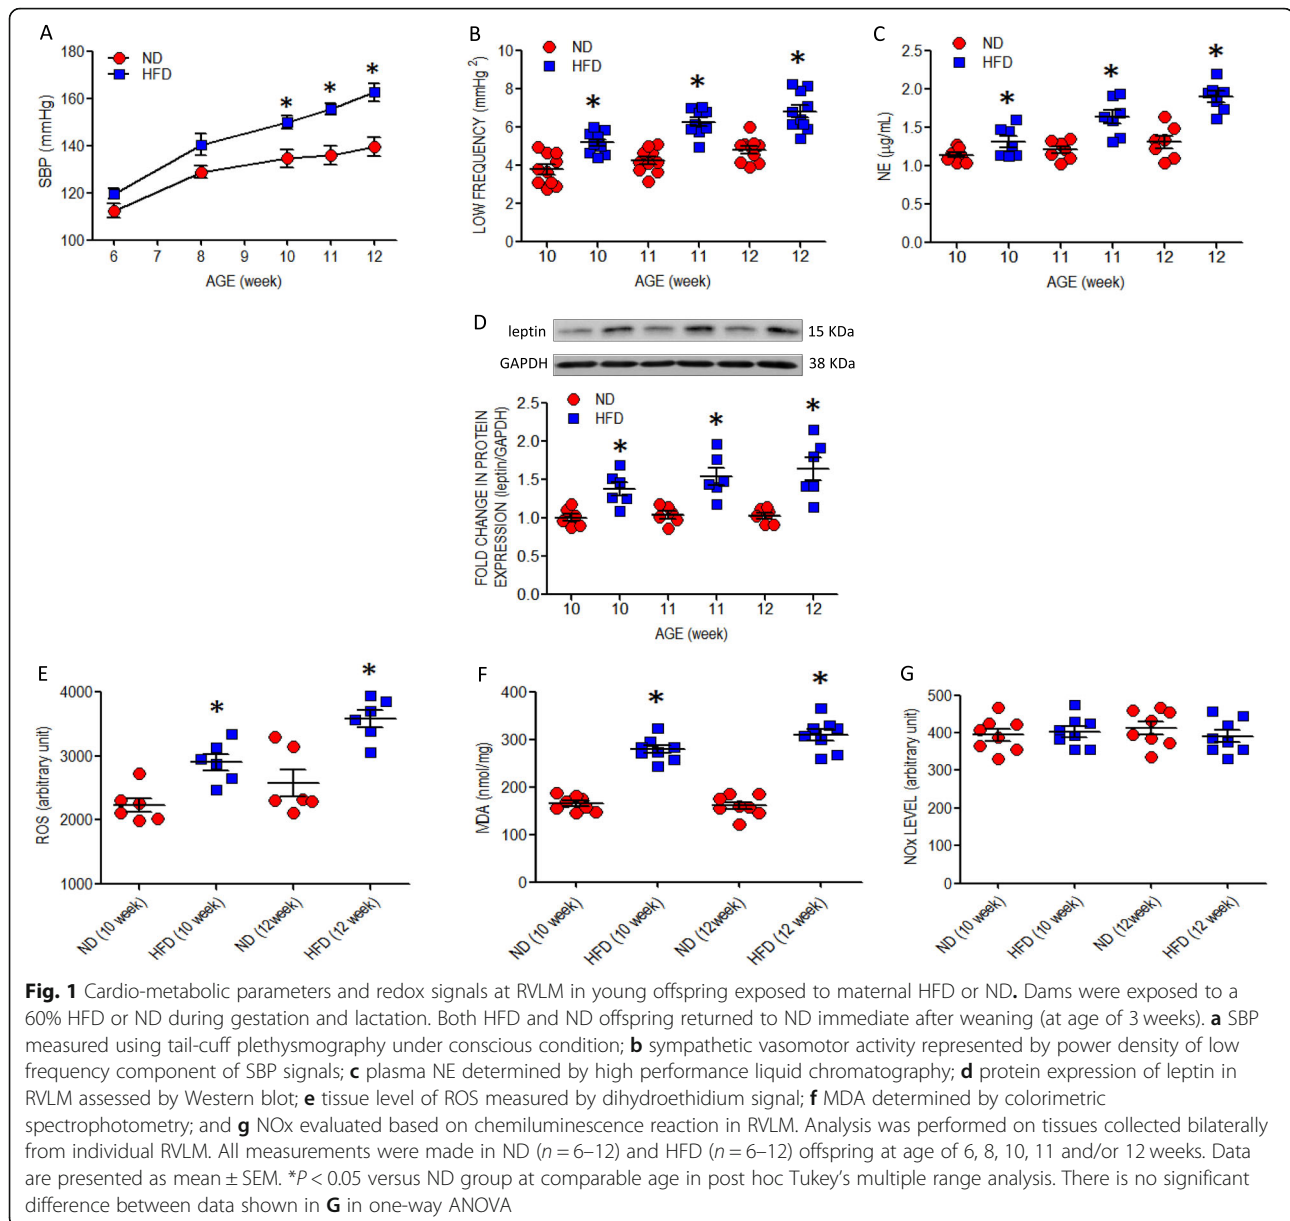 A
ND
HFD
180
160
140
120
100
SBP (mmHg)
6 7 8 9 10 11 12
AGE (week)
* * *
B
ND
HFD
10
8
6
4
2
0
LOW FREQUENCY (mmHg ²)
10 10 11 11 12 12
AGE (week)
* * *
C
ND
HFD
2.5
2.0
1.5
1.0
0.0
NE (µg/mL)
10 10 11 11 12 12
AGE (week)
* * *
D
leptin 15 KDa
GAPDH 38 KDa
ND
HFD
2.5
2.0
1.5
1.0
0.5
0.0
FOLD CHANGE IN PROTEIN
EXPRESSION (leptin/GAPDH)
10 10 11 11 12 12
AGE (week)
* * *
E
4000
3000
2000
1000
ROS (arbitrary unit)
ND (10 week) HFD (10 week) ND (12week) HFD (12 week)
* *
F
400
300
200
100
0
MDA (nmol/mg)
ND (10 week) HFD (10 week) ND (12week) HFD (12 week)
* *
G
500
400
300
200
100
0
NOx LEVEL (arbitrary unit)
ND (10 week) HFD (10 week) ND (12week) HFD (12 week)
Fig. 1 Cardio-metabolic parameters and redox signals at RVLM in young offspring exposed to maternal HFD or ND. Dams were exposed to a
60% HFD or ND during gestation and lactation. Both HFD and ND offspring returned to ND immediate after weaning (at age of 3 weeks). a SBP
measured using tail-cuff plethysmography under conscious condition; b sympathetic vasomotor activity represented by power density of low
frequency component of SBP signals; c plasma NE determined by high performance liquid chromatography; d protein expression of leptin in
RVLM assessed by Western blot; e tissue level of ROS measured by dihydroethidium signal; f MDA determined by colorimetric
spectrophotometry; and g NOx evaluated based on chemiluminescence reaction in RVLM. Analysis was performed on tissues collected bilaterally
from individual RVLM. All measurements were made in ND (n = 6–12) and HFD (n = 6–12) offspring at age of 6, 8, 10, 11 and/or 12 weeks. Data
are presented as mean ± SEM. *P < 0.05 versus ND group at comparable age in post hoc Tukey's multiple range analysis. There is no significant
difference between data shown in G in one-way ANOVA